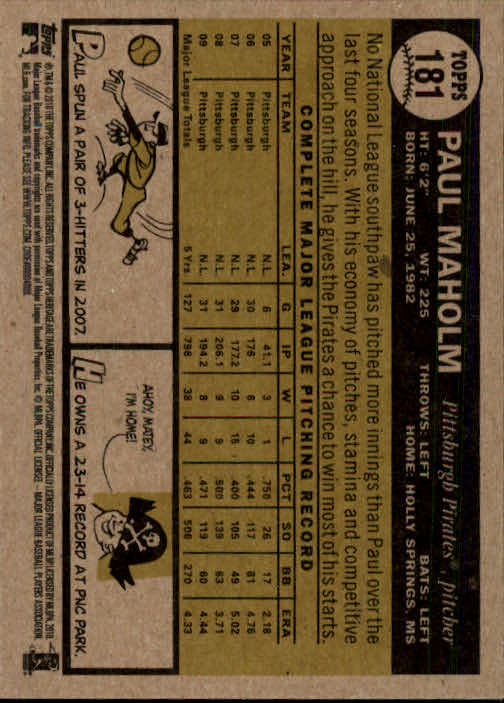 TOPPS
181
PAUL MAHOLM
Pittsburgh Pirates®, pitcher
HT: 6'2" WT: 225 THROWS: LEFT BATS: LEFT
BORN: JUNE 25, 1982 HOME: HOLLY SPRINGS, MS
No National League southpaw has pitched more innings than Paul over the
last four seasons. With his economy of pitches, stamina and competitive
approach on the hill, he gives the Pirates a chance to win most of his starts.
COMPLETE MAJOR LEAGUE PITCHING RECORD
YEAR TEAM LEA. G IP W L PCT SO BB ERA
05 Pittsburgh N.L. 6 41.1 3 1 .750 26 17 2.18
06 Pittsburgh N.L. 30 176 8 10 .444 117 81 4.76
07 Pittsburgh N.L. 29 177.2 10 15 .400 105 49 5.02
08 Pittsburgh N.L. 31 206.1 9 9 .500 139 63 3.71
09 Pittsburgh N.L. 31 194.2 8 9 .471 119 60 4.44
Major League Totals 5 Yrs 127 796 38 44 .463 506 270 4.33
PAUL SPUN A PAIR OF 3-HITTERS IN 2007.
AHOY, MATEY,
I'M HOME!
HE OWNS A 23-14 RECORD AT PNC PARK.
Topps